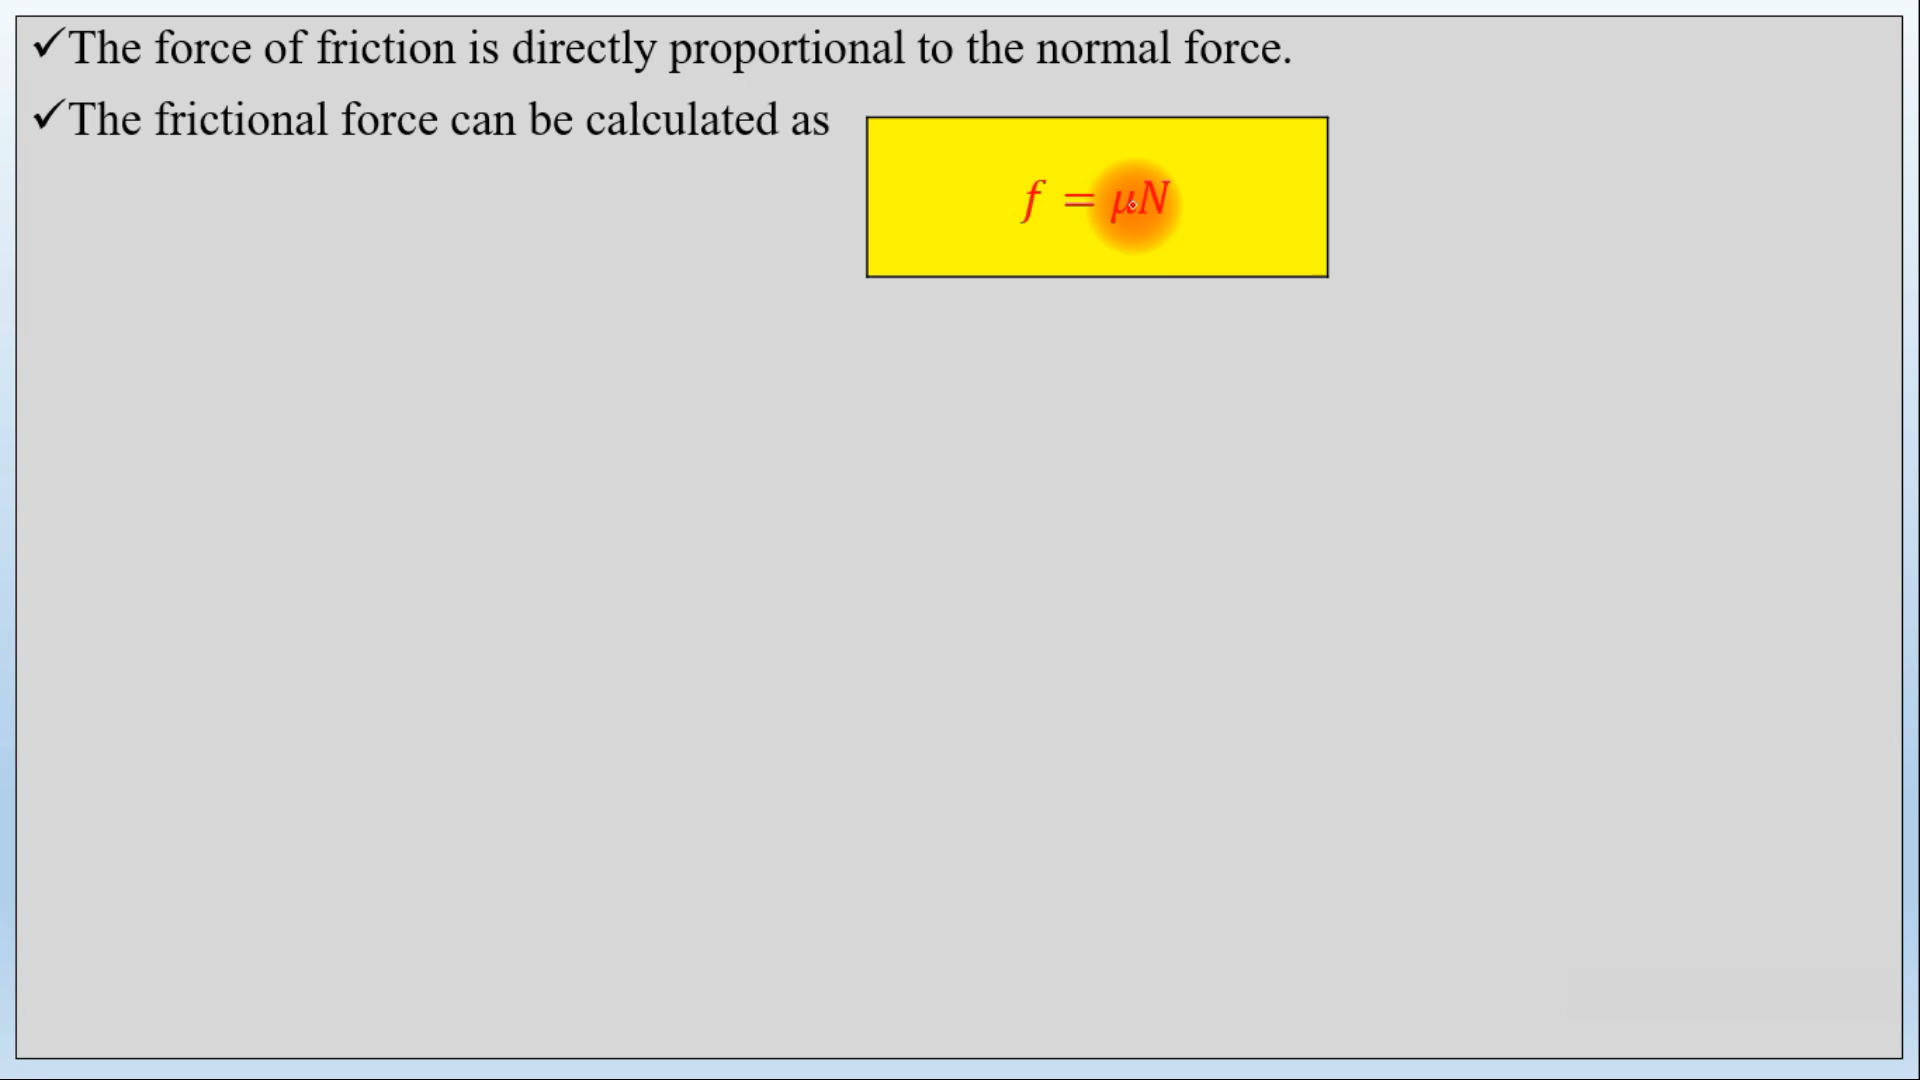 ✓The force of friction is directly proportional to the normal force.
✓The frictional force can be calculated as
f = μN